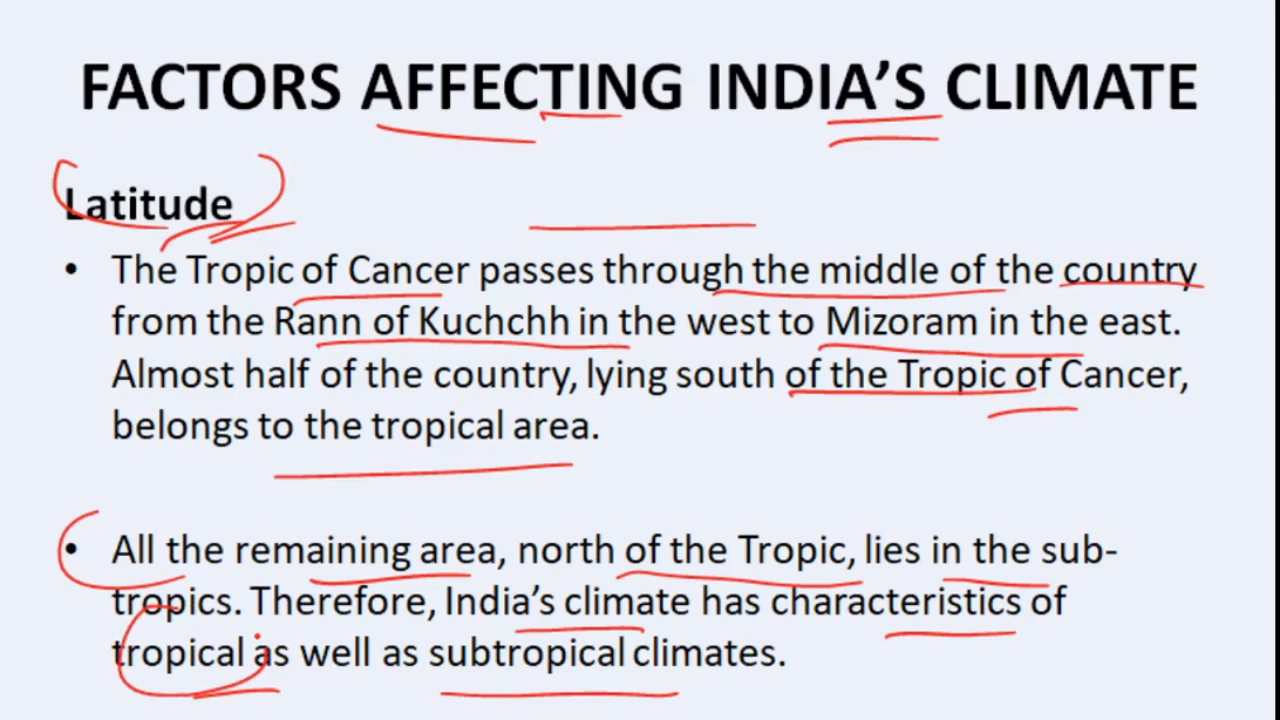 FACTORS AFFECTING INDIA'S CLIMATE
Latitude
• The Tropic of Cancer passes through the middle of the country
from the Rann of Kuchchh in the west to Mizoram in the east.
Almost half of the country, lying south of the Tropic of Cancer,
belongs to the tropical area.
• All the remaining area, north of the Tropic, lies in the sub-
tropics. Therefore, India's climate has characteristics of
tropical as well as subtropical climates.